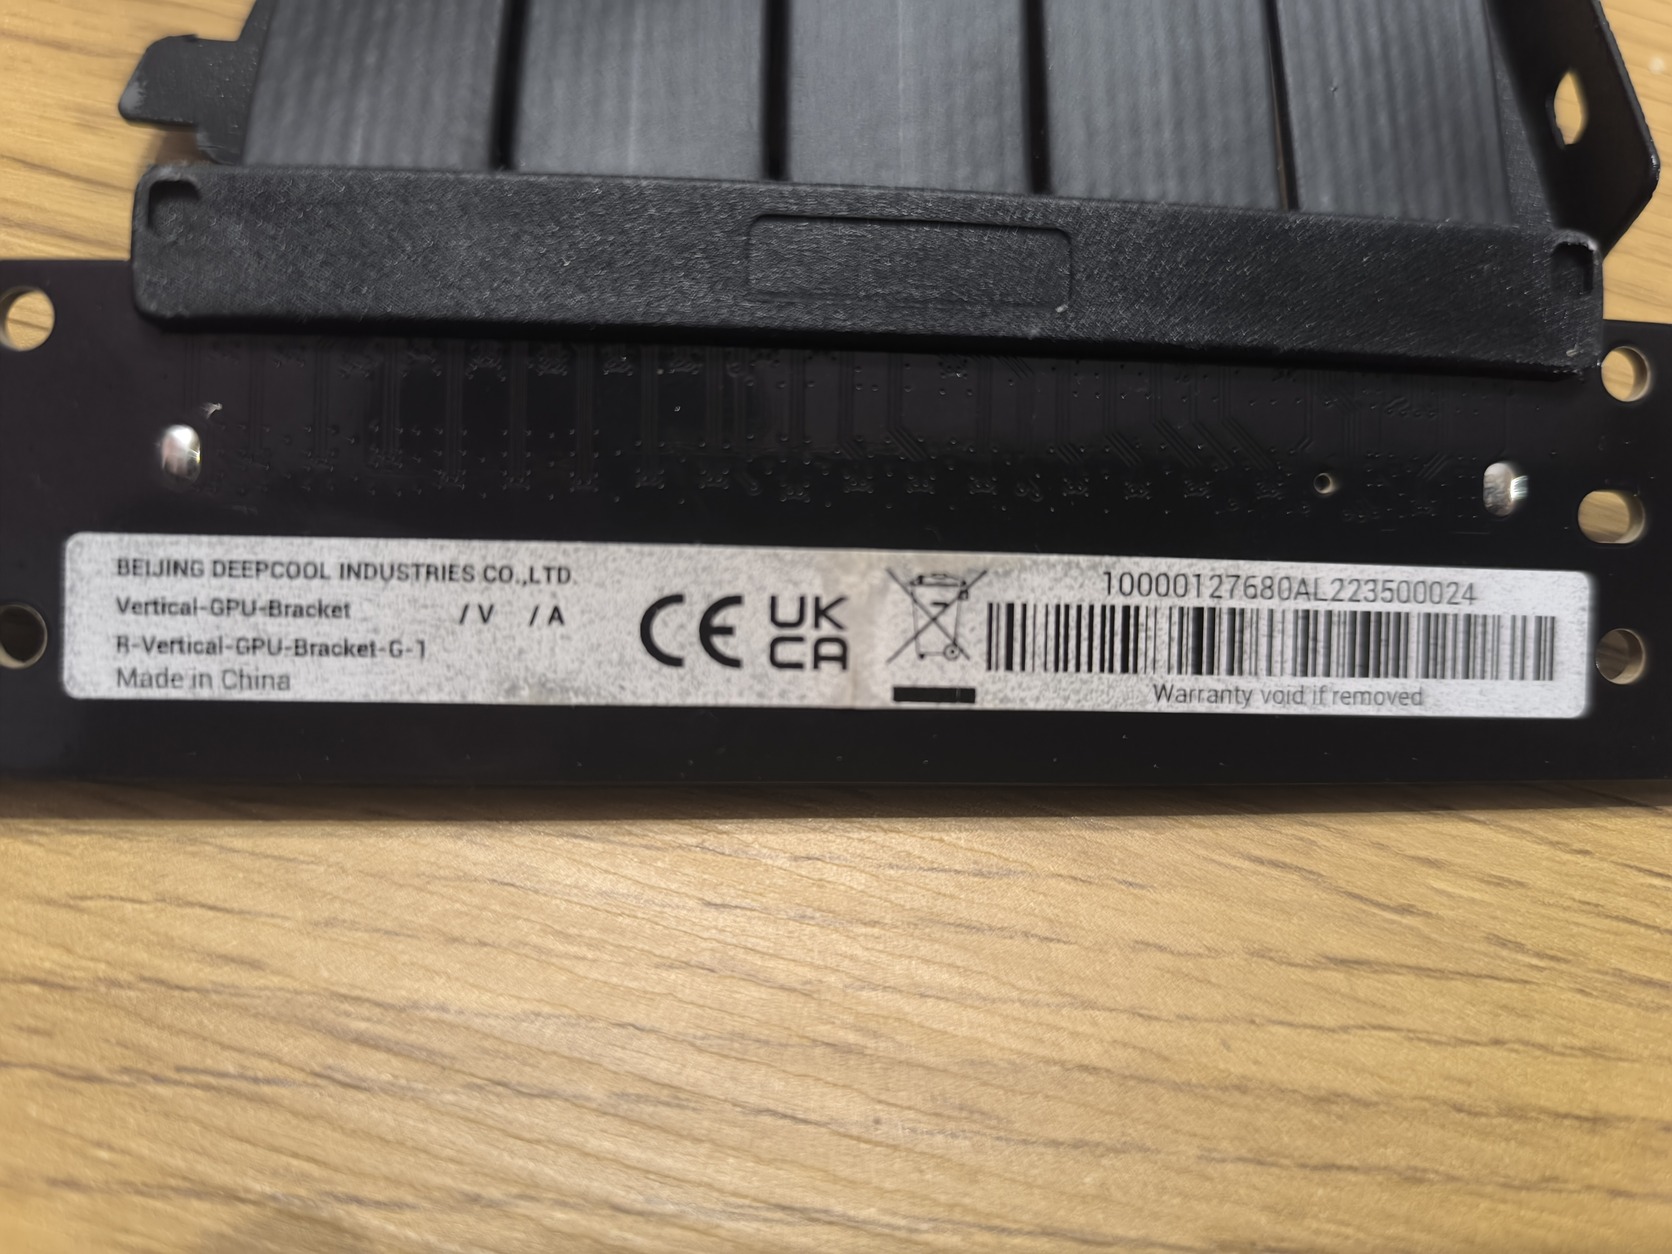 BEIJING DEEPCOOL INDUSTRIES CO.,LTD.
Vertical-GPU-Bracket / V / A
R-Vertical-GPU-Bracket-G-1
Made in China
CE
UK
CA
10000127680AL223500024
Warranty void if removed